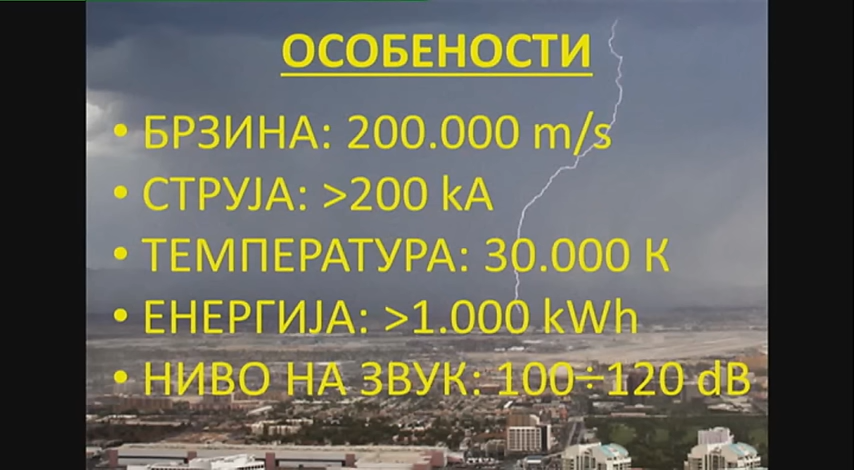 ОСОБЕНОСТИ
• БРЗИНА: 200.000 m/s
• СТРУЈА: >200 kA
• ТЕМПЕРАТУРА: 30.000 К
• ЕНЕРГИЈА: >1.000 kWh
• НИВО НА ЗВУК: 100÷120 dB